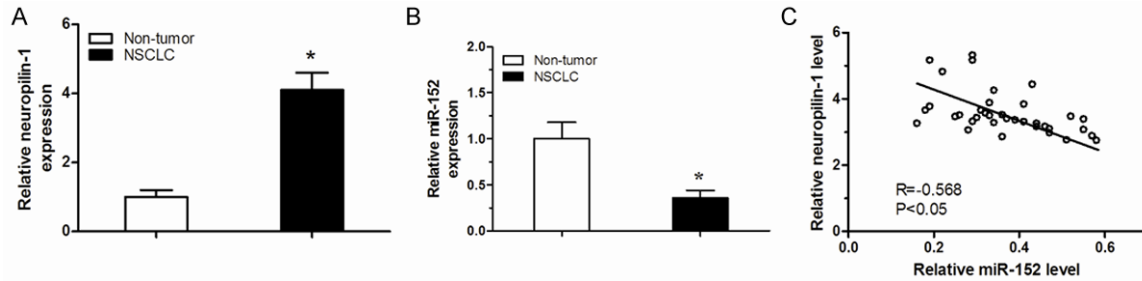 A
Relative neuropilin-1
expression
6
4
2
0
Non-tumor
NSCLC
*
B
Relative miR-152
expression
2.0
1.5
1.0
0.5
0.0
Non-tumor
NSCLC
*
C
Relative neuropilin-1 level
6
4
2
0
R=-0.568
P<0.05
0.0
0.2
0.4
0.6
Relative miR-152 level